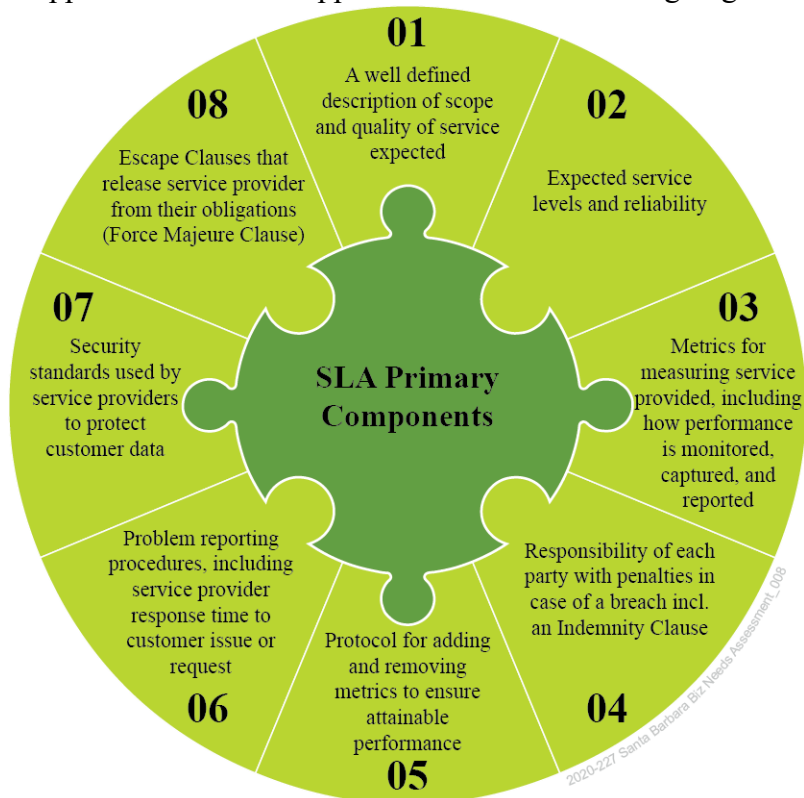 01
A well defined
description of scope
and quality of service
expected
02
Expected service
levels and reliability
03
Metrics for
measuring service
provided, including
how performance
is monitored,
captured, and
reported
Responsibility of each
party with penalties in
case of a breach incl.
an Indemnity Clause
04
Protocol for adding
and removing
metrics to ensure
attainable
performance
05
Problem reporting
procedures, including
service provider
response time to
customer issue or
request
06
07
Security
standards used by
service providers
to protect
customer data
08
Escape Clauses that
release service provider
from their obligations
(Force Majeure Clause)
SLA Primary
Components
2020-227 Santa Barbara Biz Needs Assessment_008